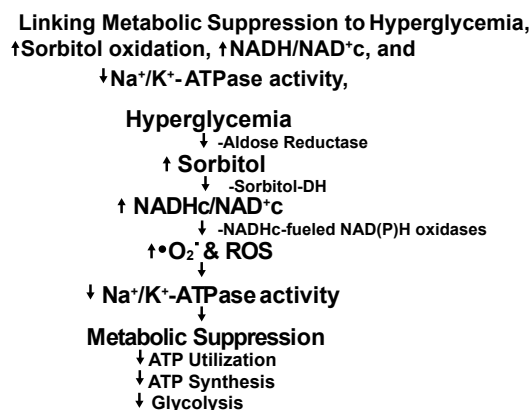 Linking Metabolic Suppression to Hyperglycemia,
↑Sorbitol oxidation, ↑NADH/NAD⁺c, and
↓Na⁺/K⁺-ATPase activity,
Hyperglycemia
↓ -Aldose Reductase
↑ Sorbitol
↓ -Sorbitol-DH
↑ NADHc/NAD⁺c
↓ -NADHc-fueled NAD(P)H oxidases
↑•O₂˙ & ROS
↓
↓ Na⁺/K⁺-ATPase activity
↓
Metabolic Suppression
↓ ATP Utilization
↓ ATP Synthesis
↓ Glycolysis